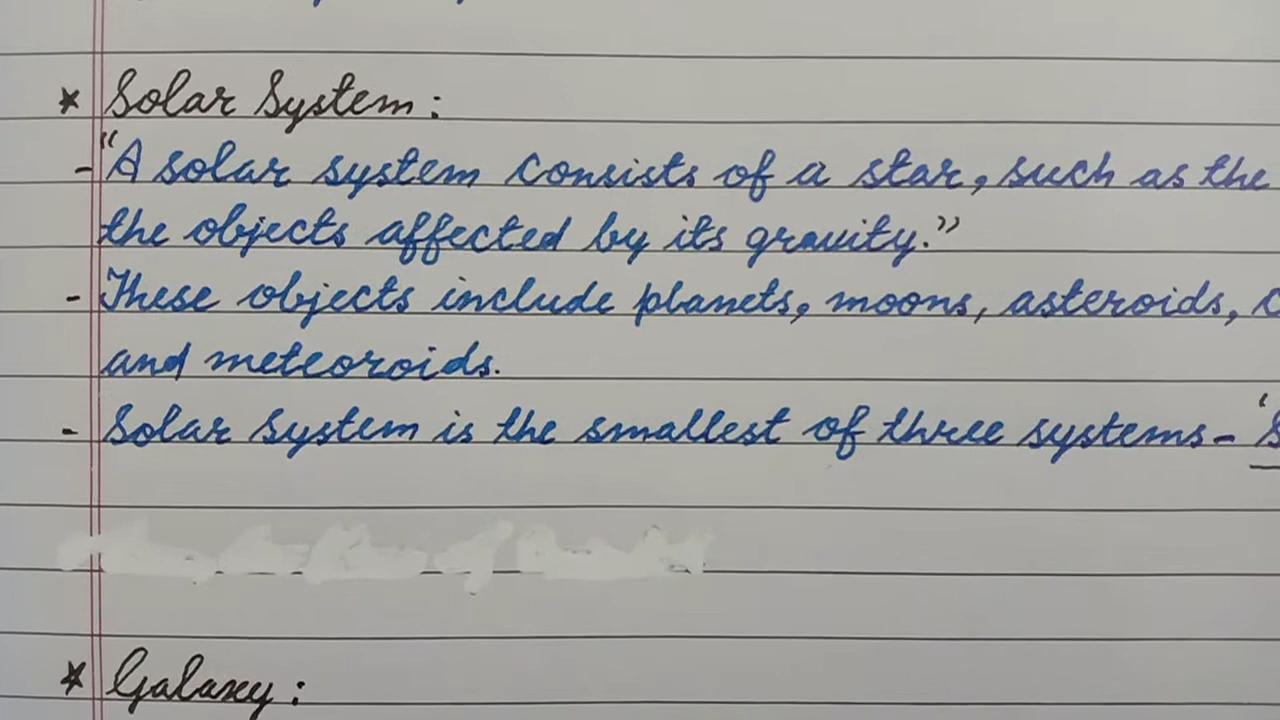 * Solar System:
- "A solar system consists of a star, such as the
the objects affected by its gravity."
- These objects include planets, moons, asteroids,
and meteoroids.
- Solar System is the smallest of three systems-
* Galaxy: